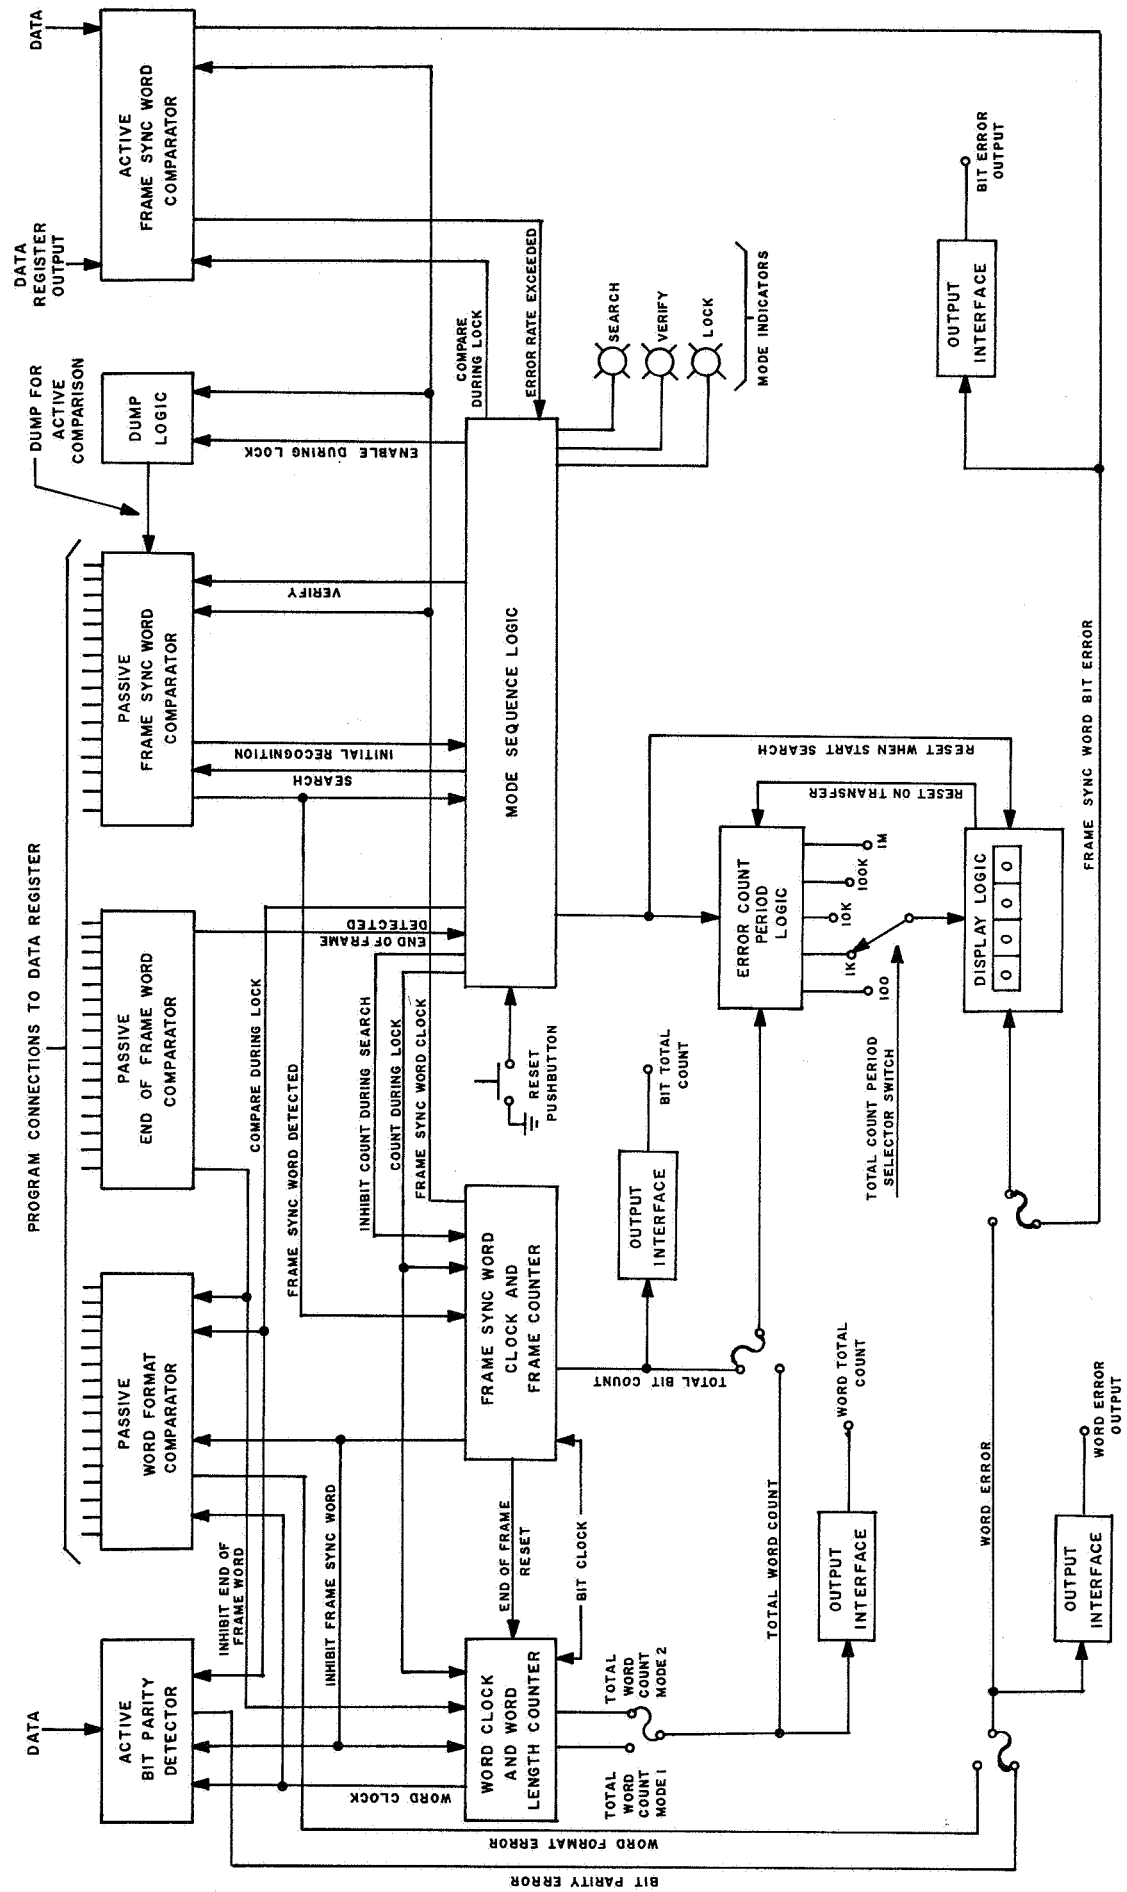 PROGRAM CONNECTIONS TO DATA REGISTER
DATA
ACTIVE
BIT PARITY
DETECTOR
PASSIVE
WORD FORMAT
COMPARATOR
PASSIVE
END OF FRAME WORD
COMPARATOR
PASSIVE
FRAME SYNC WORD
COMPARATOR
DUMP FOR
ACTIVE
COMPARISON
DUMP
LOGIC
DATA
REGISTER
OUTPUT
DATA
ACTIVE
FRAME SYNC WORD
COMPARATOR
INHIBIT END OF
FRAME WORD
COMPARE DURING LOCK
FRAME SYNC WORD DETECTED
INHIBIT FRAME SYNC WORD
INHIBIT COUNT DURING SEARCH
COUNT DURING LOCK
FRAME SYNC WORD CLOCK
END OF FRAME
DETECTED
SEARCH
INITIAL RECOGNITION
VERIFY
ENABLE DURING LOCK
COMPARE
DURING LOCK
ERROR RATE EXCEEDED
WORD CLOCK
WORD CLOCK
AND WORD
LENGTH COUNTER
END OF FRAME
RESET
BIT CLOCK
FRAME SYNC WORD
CLOCK AND
FRAME COUNTER
RESET
PUSHBUTTON
MODE SEQUENCE LOGIC
SEARCH
VERIFY
LOCK
MODE INDICATORS
TOTAL
WORD
COUNT
MODE 1
TOTAL
WORD
COUNT
MODE 2
TOTAL BIT COUNT
OUTPUT
INTERFACE
BIT TOTAL
COUNT
ERROR COUNT
PERIOD
LOGIC
RESET WHEN START SEARCH
RESET ON TRANSFER
100
1K
10K
100K
1M
TOTAL COUNT PERIOD
SELECTOR SWITCH
TOTAL WORD COUNT
OUTPUT
INTERFACE
WORD TOTAL
COUNT
DISPLAY LOGIC
0 0 0 0
OUTPUT
INTERFACE
BIT ERROR
OUTPUT
WORD FORMAT ERROR
BIT PARITY ERROR
WORD ERROR
OUTPUT
INTERFACE
WORD ERROR
OUTPUT
FRAME SYNC WORD BIT ERROR